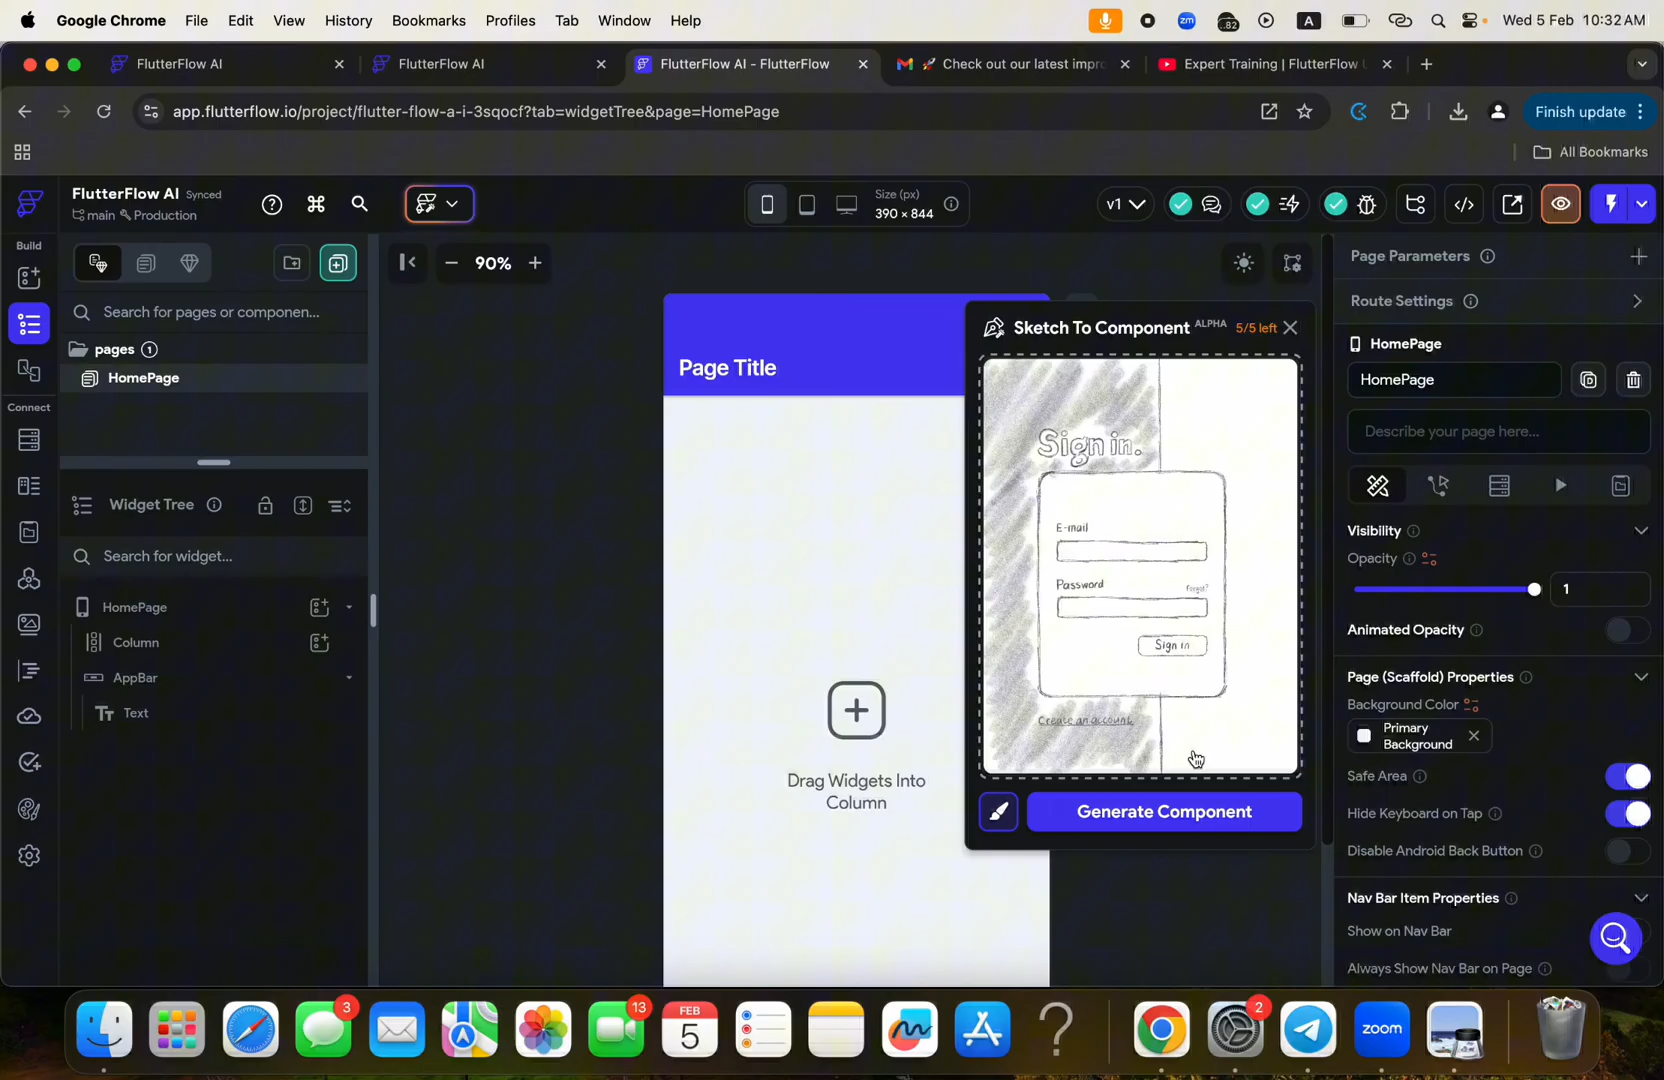 Google Chrome File Edit View History Bookmarks Profiles Tab Window Help zm .82 A Wed 5 Feb 10:32 AM
FlutterFlow AI FlutterFlow AI FlutterFlow AI - FlutterFlow Check out our latest impro Expert Training | FlutterFlow U
app.flutterflow.io/project/flutter-flow-a-i-3sqocf?tab=widgetTree&page=HomePage Finish update
All Bookmarks
FlutterFlow AI Synced
main Production
Size (px)
390 × 844
v1
Build
90%
Page Parameters
Search for pages or componen...
Route Settings
pages 1
HomePage
Connect
Page Title
Sketch To Component ALPHA 5/5 left
HomePage
HomePage
Describe your page here...
Sign in.
E-mail
Password Forgot?
Sign in
Create an account
Generate Component
Widget Tree
Search for widget...
HomePage
Column
AppBar
Text
Drag Widgets Into
Column
Visibility
Opacity
1
Animated Opacity
Page (Scaffold) Properties
Background Color
Primary
Background
Safe Area
Hide Keyboard on Tap
Disable Android Back Button
Nav Bar Item Properties
Show on Nav Bar
Always Show Nav Bar on Page
3
13
FEB
5
2
zoom